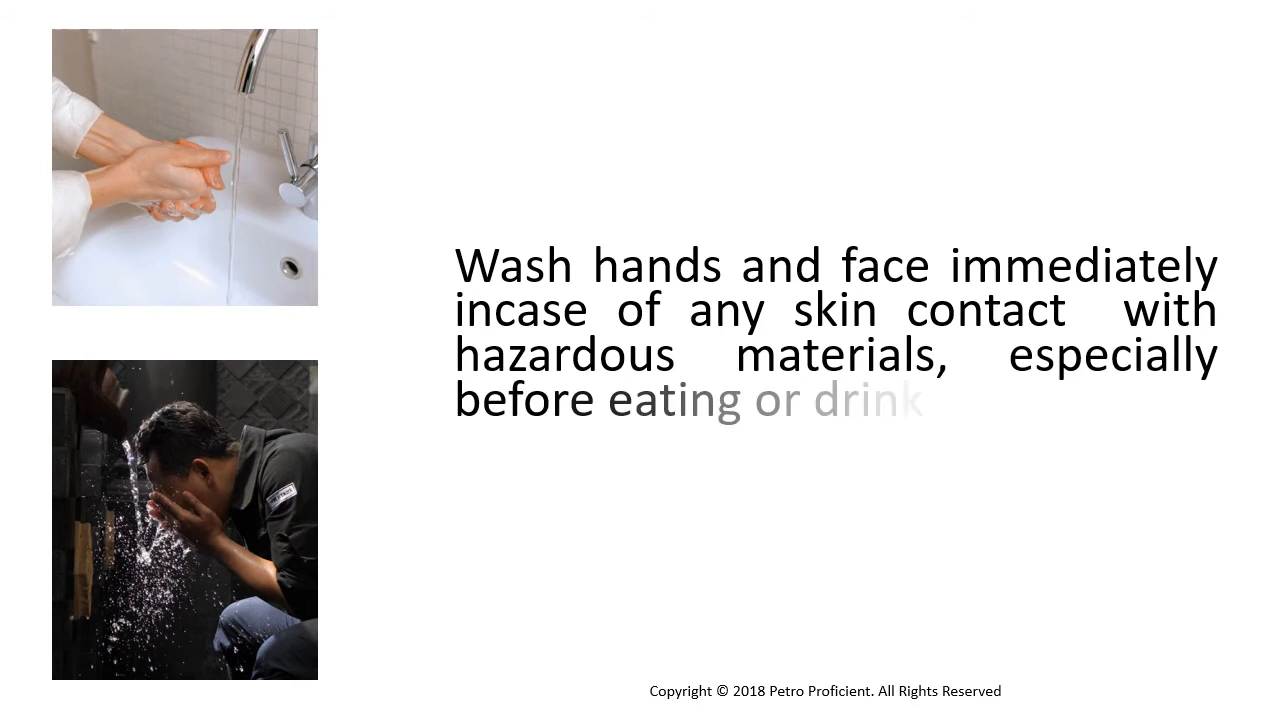 Wash hands and face immediately
incase of any skin contact with
hazardous materials, especially
before eating or drink
Copyright © 2018 Petro Proficient. All Rights Reserved